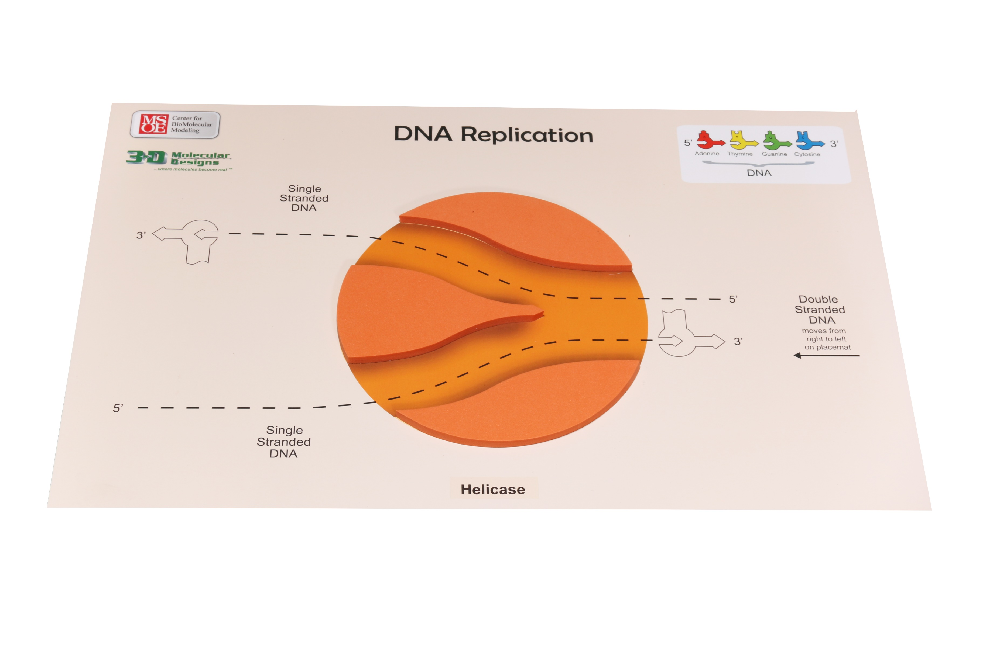 MS
OE
Center for
BioMolecular
Modeling
3-D Molecular
Designs
...where molecules become real ™
DNA Replication
5’
A
T
G
C
3’
Adenine Thymine Guanine Cytosine
DNA
Single
Stranded
DNA
3’
5’
3’
Double
Stranded
DNA
moves from
right to left
on placemat
5’
Single
Stranded
DNA
Helicase